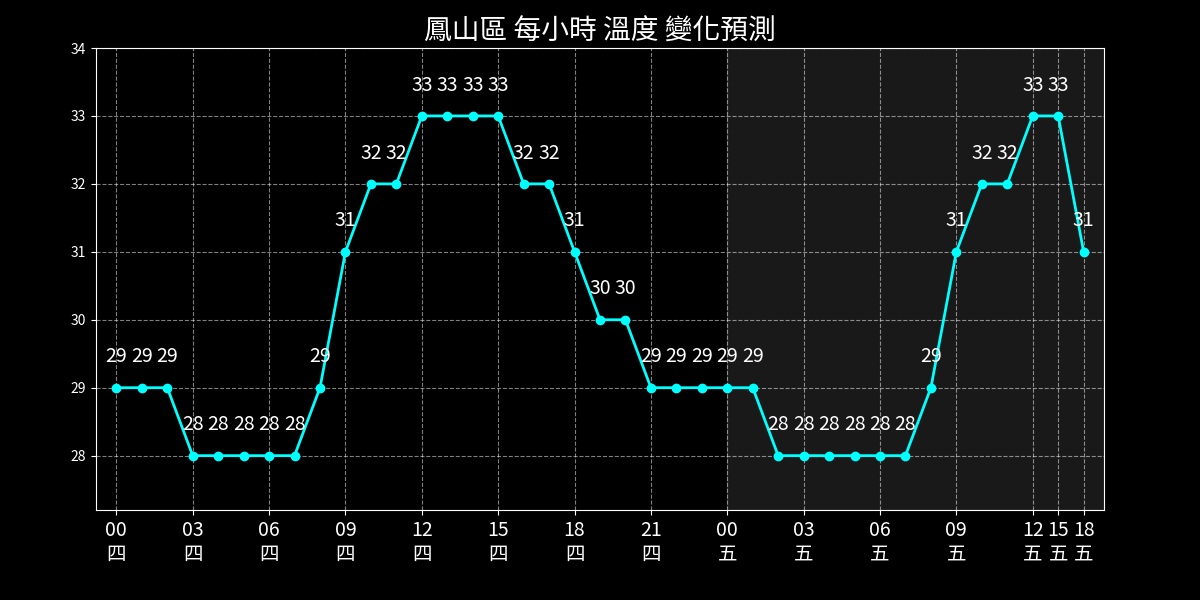 鳳山區 每小時 溫度 變化預測
34
33 33 33 33 33 33
33
32 32 32 32 32 32
32
31 31 31 31
31
30 30
30
29 29 29 29 29 29 29 29 29 29
29
28 28 28 28 28 28 28 28 28 28 28
28
00 03 06 09 12 15 18 21 00 03 06 09 12 15 18
四 四 四 四 四 四 四 四 五 五 五 五 五 五 五